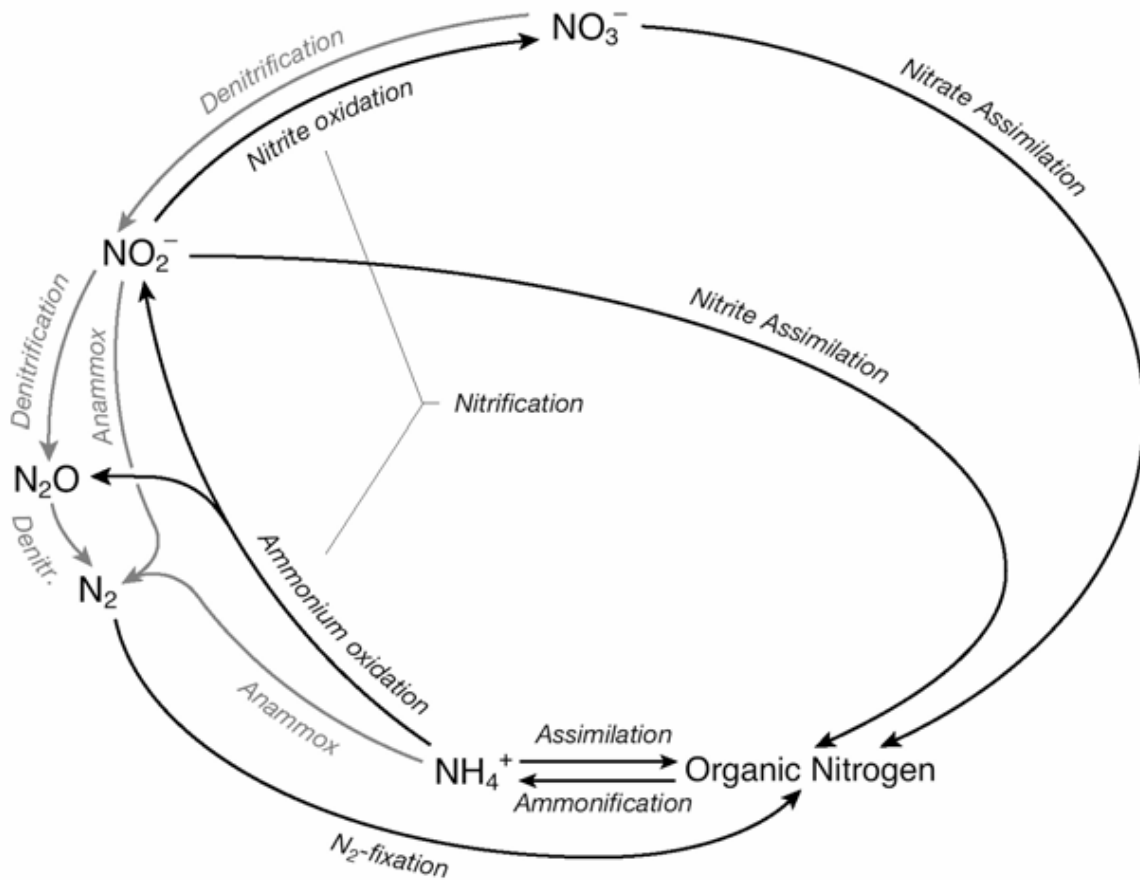 NO₃⁻
Denitrification
Nitrite oxidation
Nitrate Assimilation
NO₂⁻
Nitrite Assimilation
Denitrification
Anammox
Nitrification
N₂O
Denitr.
N₂
Ammonium oxidation
Anammox
Assimilation
NH₄⁺
Organic Nitrogen
Ammonification
N₂-fixation